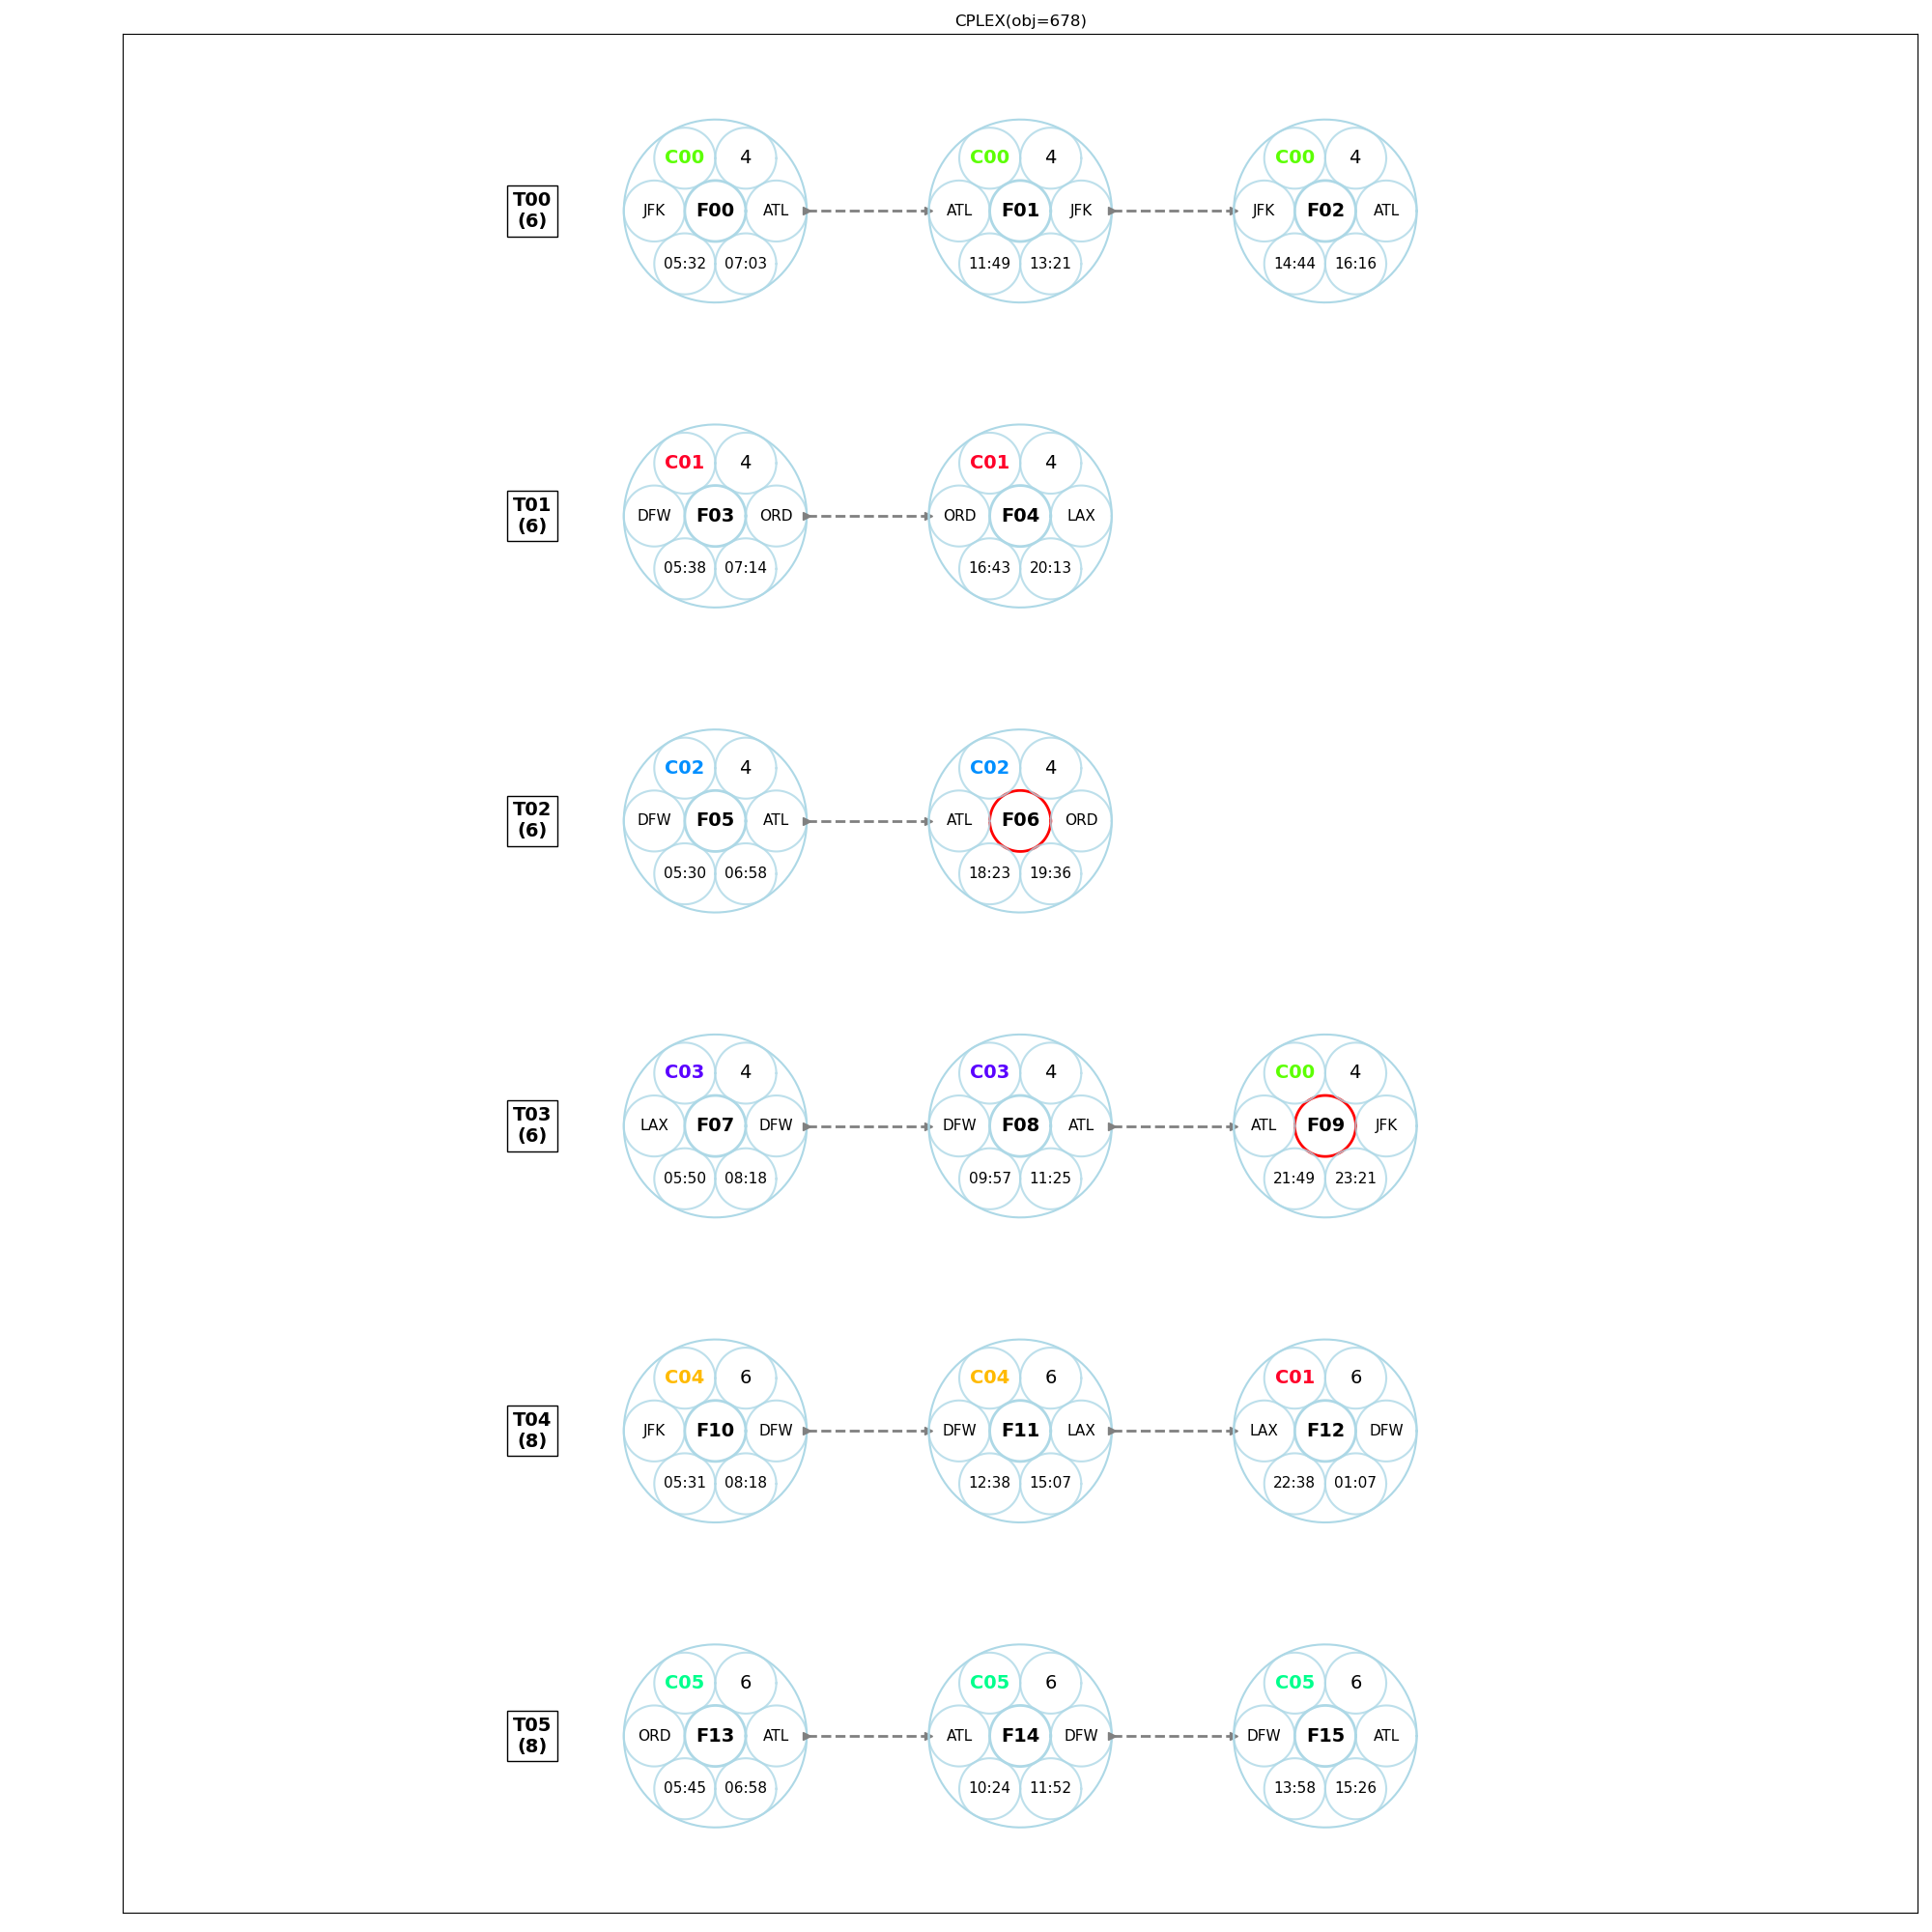 CPLEX(obj=678)
C00 4 C00 4 C00 4
T00
(6)
JFK F00 ATL ATL F01 JFK JFK F02 ATL
05:32 07:03 11:49 13:21 14:44 16:16
C01 4 C01 4
T01
(6)
DFW F03 ORD ORD F04 LAX
05:38 07:14 16:43 20:13
C02 4 C02 4
T02
(6)
DFW F05 ATL ATL F06 ORD
05:30 06:58 18:23 19:36
C03 4 C03 4 C00 4
T03
(6)
LAX F07 DFW DFW F08 ATL ATL F09 JFK
05:50 08:18 09:57 11:25 21:49 23:21
C04 6 C04 6 C01 6
T04
(8)
JFK F10 DFW DFW F11 LAX LAX F12 DFW
05:31 08:18 12:38 15:07 22:38 01:07
C05 6 C05 6 C05 6
T05
(8)
ORD F13 ATL ATL F14 DFW DFW F15 ATL
05:45 06:58 10:24 11:52 13:58 15:26